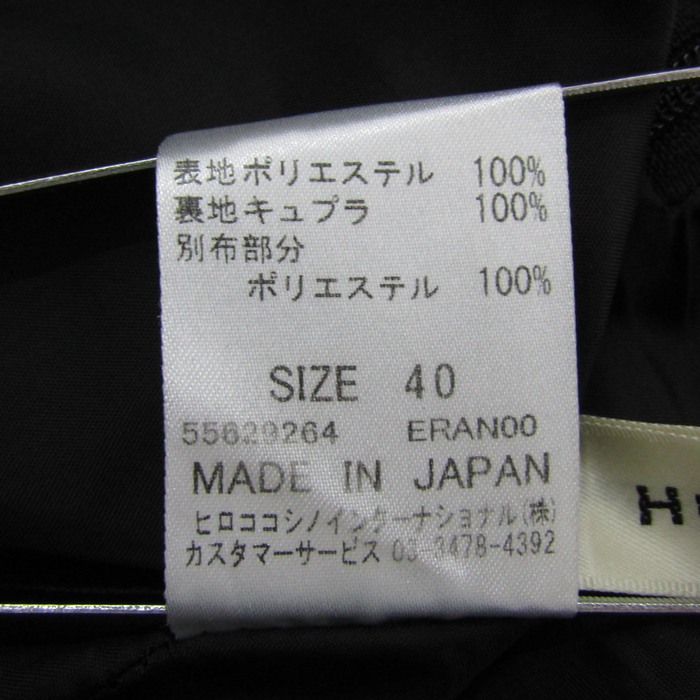 表地ポリエステル 100%
裏地キュプラ 100%
別布部分
ポリエステル 100%
SIZE 40
55629264 ERAN00
MADE IN JAPAN
ヒロココシノインターナショナル(株)
カスタマーサービス 03-3478-4392
H